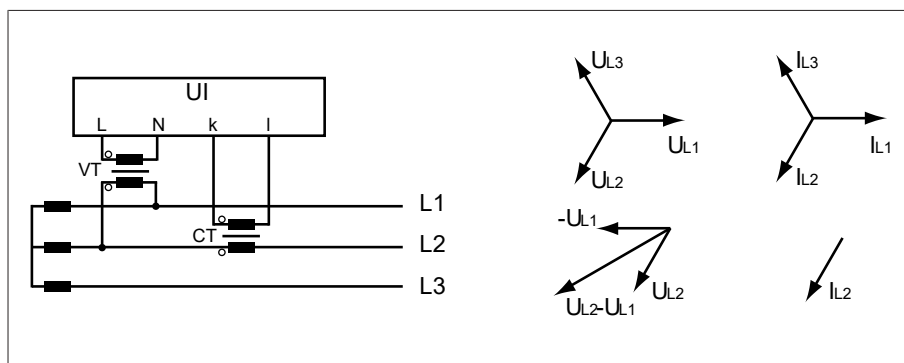 UI
L N k l
VT
CT
L1
L2
L3
UL3
UL1
UL2
IL3
IL1
IL2
-UL1
UL2
UL2-UL1
IL2